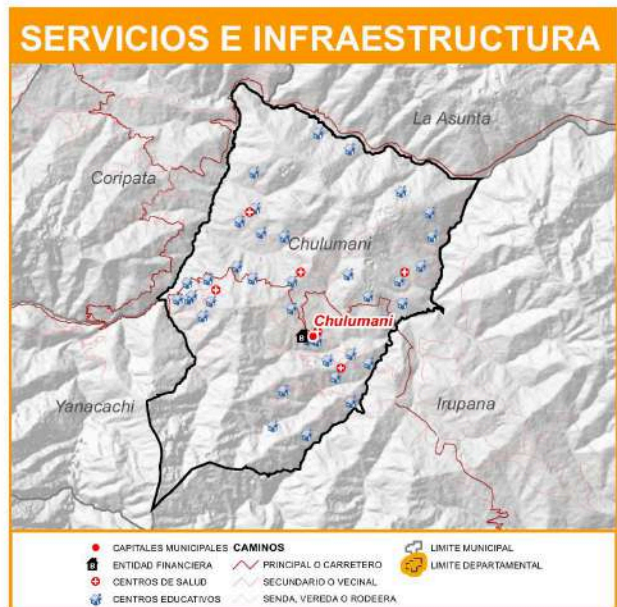 SERVICIOS E INFRAESTRUCTURA
La Asunta
Coripata
Chulumani
Chulumani
B
Yanacachi
Irupana
CAPITALES MUNICIPALES
B ENTIDAD FINANCIERA
CENTROS DE SALUD
CENTROS EDUCATIVOS
CAMINOS
PRINCIPAL O CARRETERO
SECUNDARIO O VECINAL
SENDA, VEREDA O RODEERA
LIMITE MUNICIPAL
LIMITE DEPARTAMENTAL